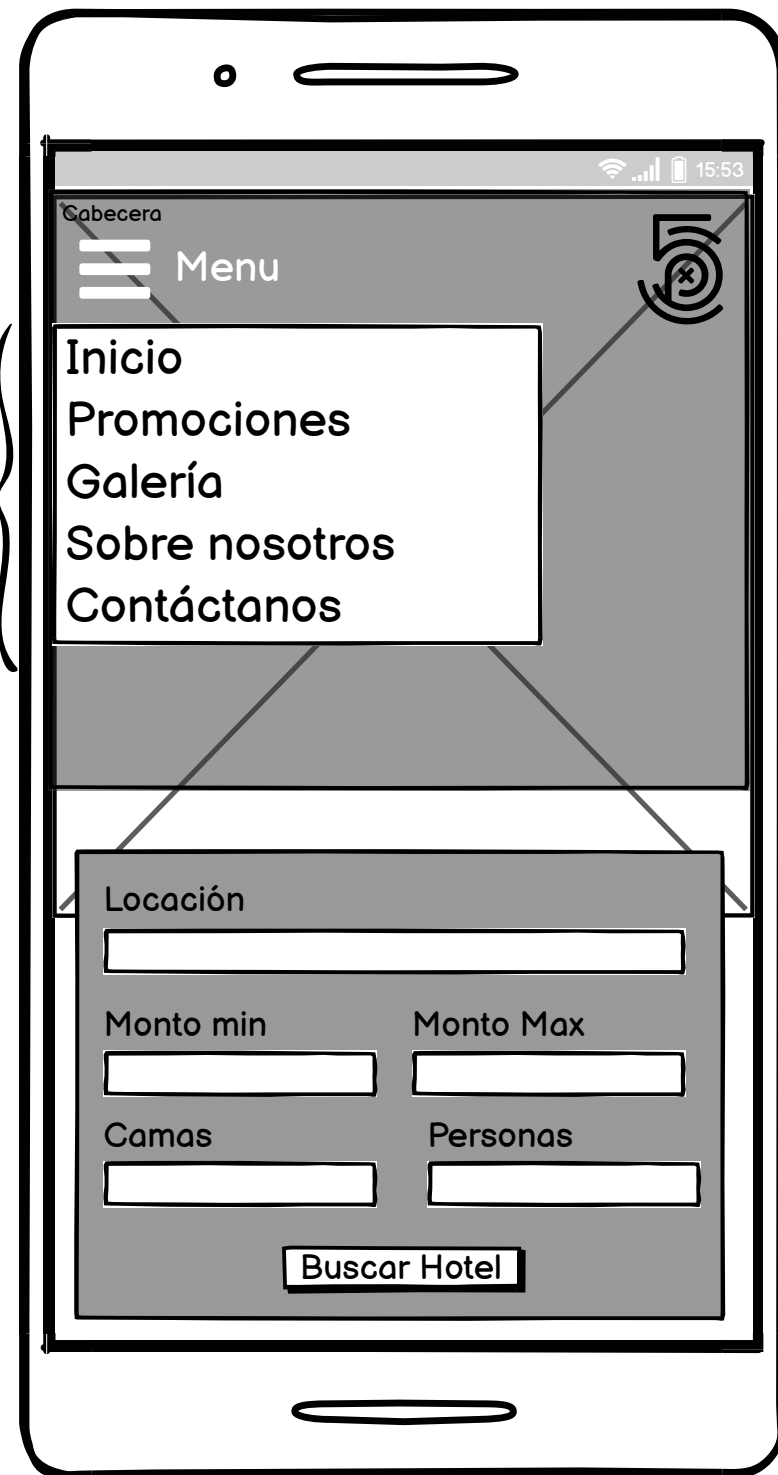 15:53
Cabecera
Menu
5
Inicio
Promociones
Galería
Sobre nosotros
Contáctanos
Locación
Monto min Monto Max
Camas Personas
Buscar Hotel